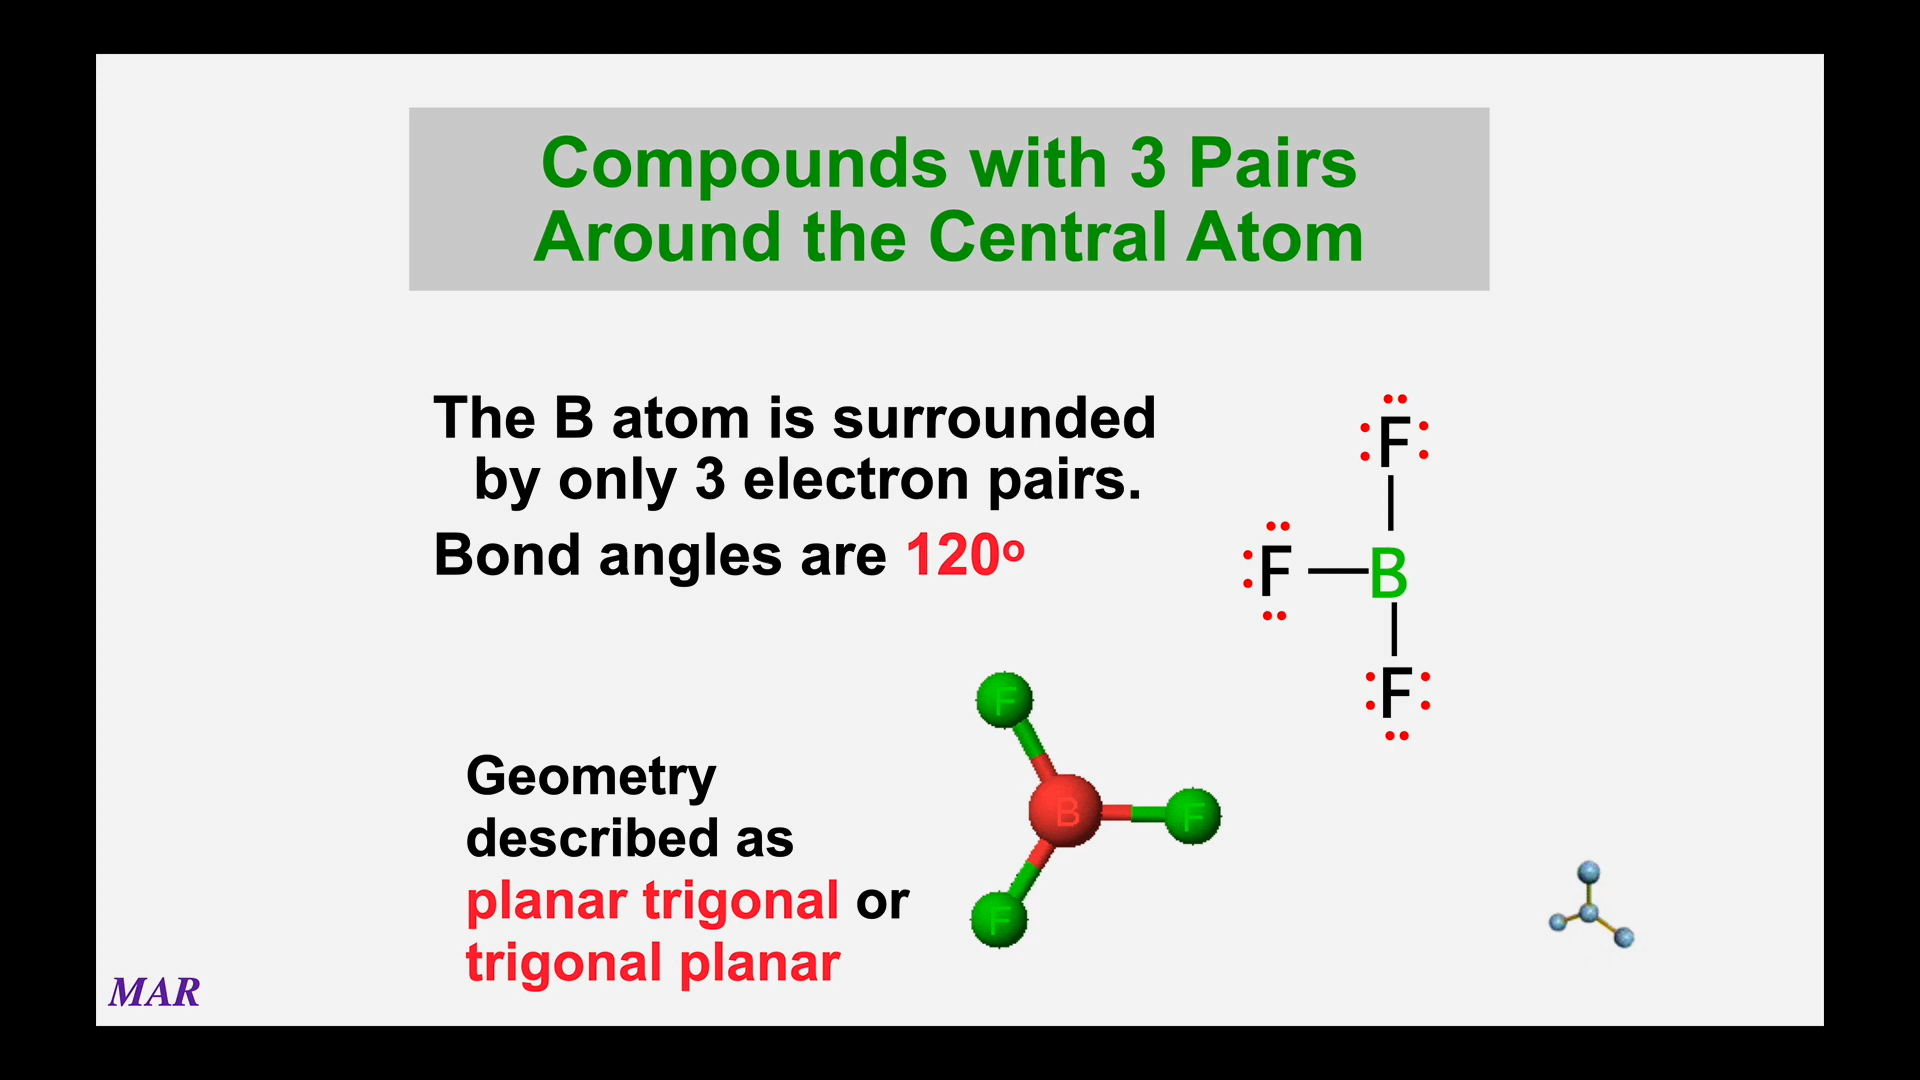 Compounds with 3 Pairs
Around the Central Atom
The B atom is surrounded
by only 3 electron pairs.
Bond angles are 120º
F
F
B
F
F
B
F
F
Geometry
described as
planar trigonal or
trigonal planar
MAR